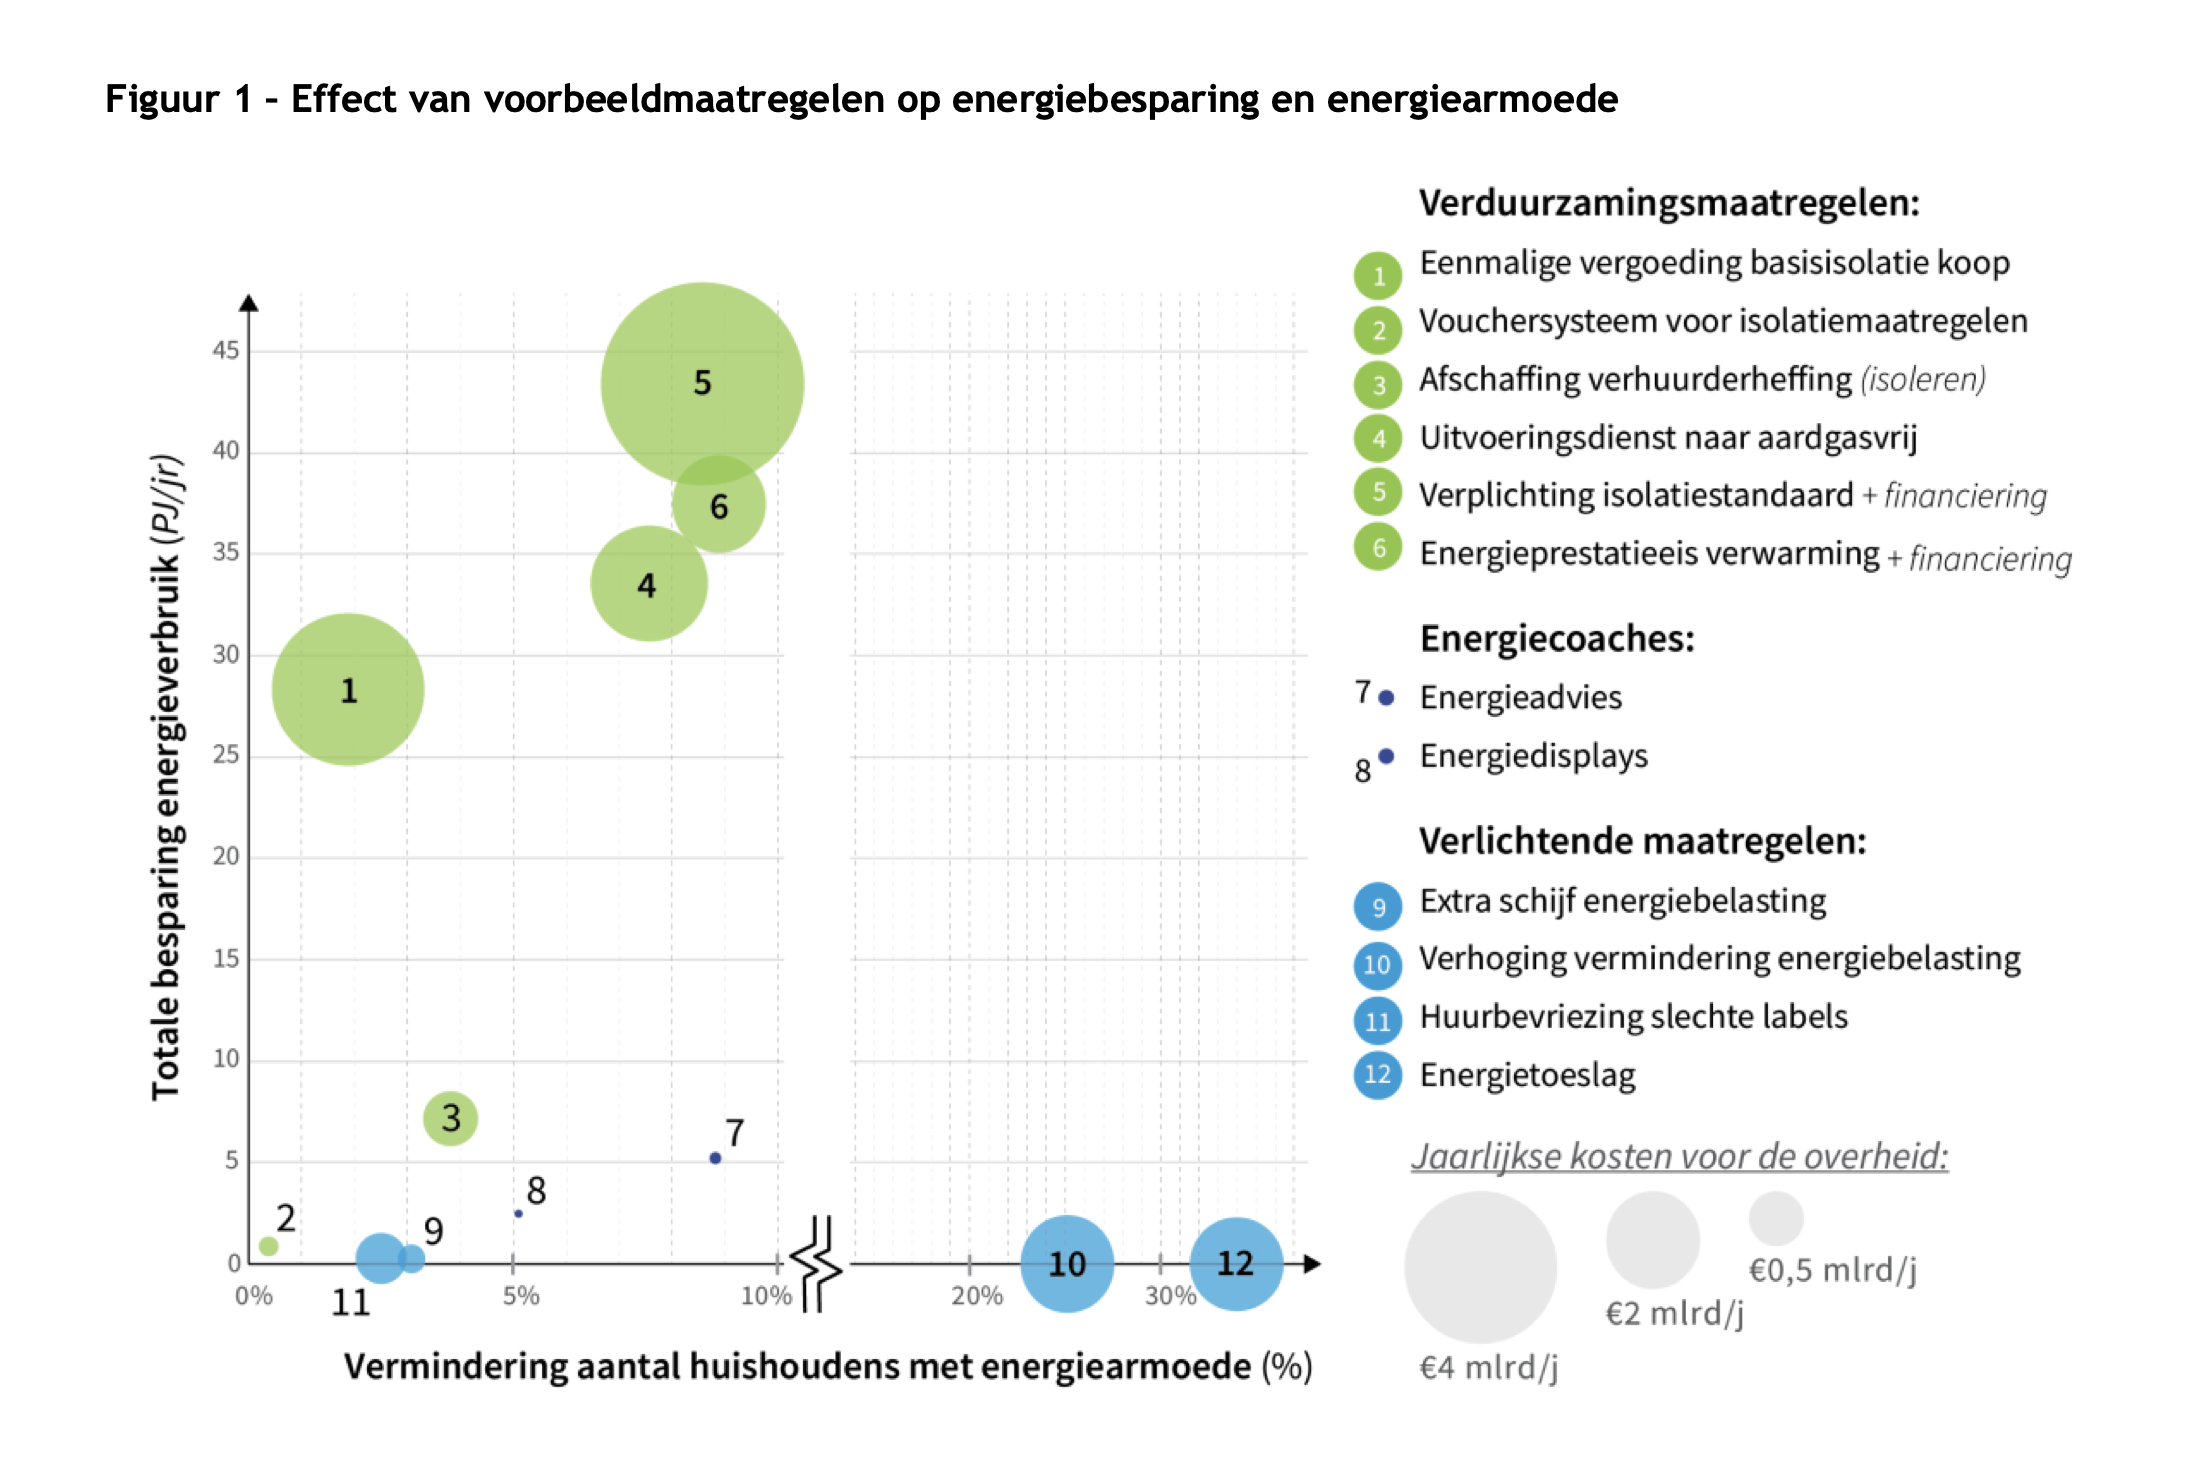 Figuur 1 – Effect van voorbeeldmaatregelen op energiebesparing en energiearmoede
Totale besparing energieverbruik (PJ/jr)
45
40
35
30
25
20
15
10
5
0
5
6
4
1
3
7
8
2
9
11
10
12
0%
5%
10%
20%
30%
Vermindering aantal huishoudens met energiearmoede (%)
Verduurzamingsmaatregelen:
1 Eenmalige vergoeding basisisolatie koop
2 Vouchersysteem voor isolatiemaatregelen
3 Afschaffing verhuurderheffing (isoleren)
4 Uitvoeringsdienst naar aardgasvrij
5 Verplichting isolatiestandaard + financiering
6 Energieprestatieeis verwarming + financiering
Energiecoaches:
7 Energieadvies
8 Energiedisplays
Verlichtende maatregelen:
9 Extra schijf energiebelasting
10 Verhoging vermindering energiebelasting
11 Huurbevriezing slechte labels
12 Energietoeslag
Jaarlijkse kosten voor de overheid:
€4 mlrd/j
€2 mlrd/j
€0,5 mlrd/j